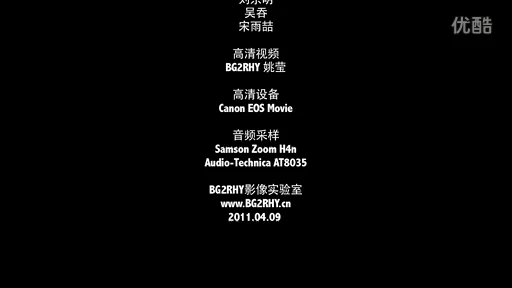 吴吞
宋雨喆
高清视频
BG2RHY 姚莹
高清设备
Canon EOS Movie
音频采样
Samson Zoom H4n
Audio-Technica AT8035
BG2RHY影像实验室
www.BG2RHY.cn
2011.04.09
优酷